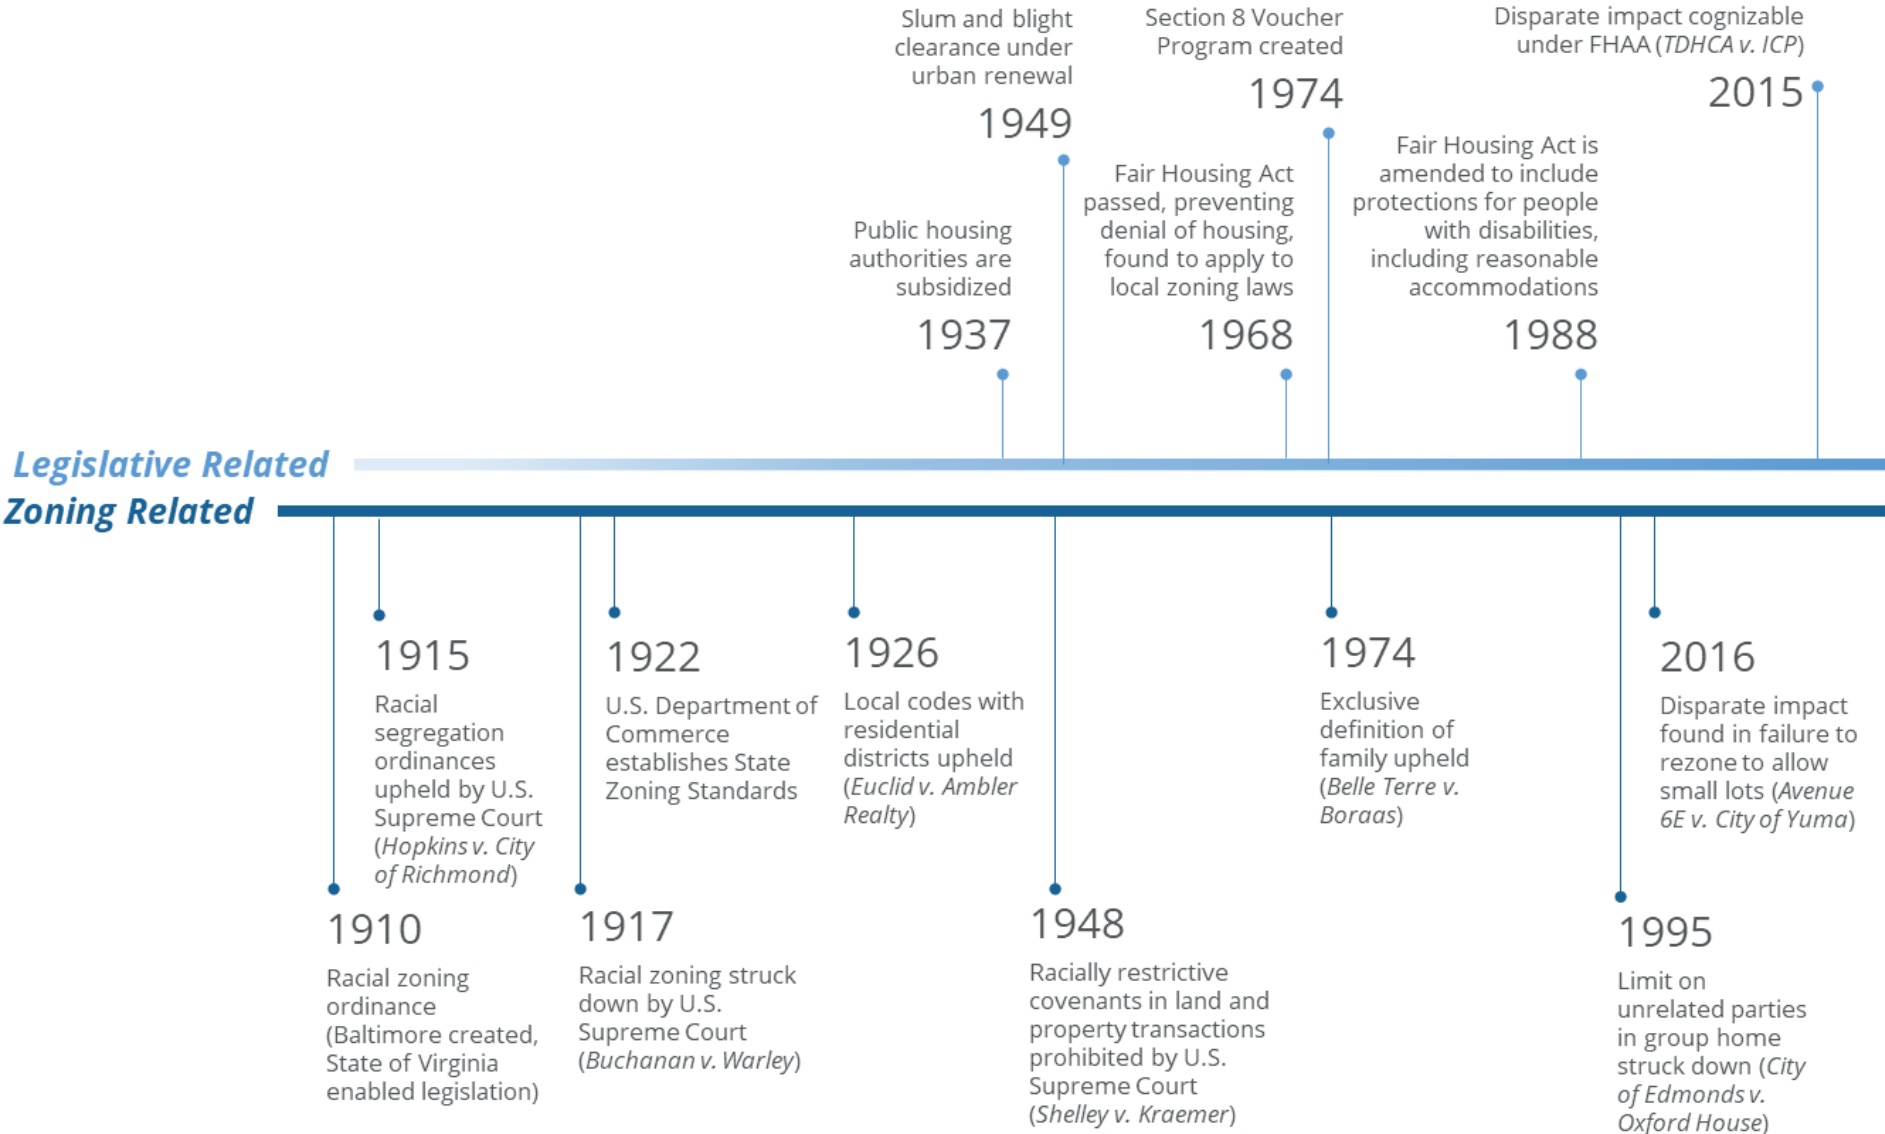 Slum and blight
clearance under
urban renewal
1949
Section 8 Voucher
Program created
1974
Disparate impact cognizable
under FHAA (TDHCA v. ICP)
2015
Public housing
authorities are
subsidized
1937
Fair Housing Act
passed, preventing
denial of housing,
found to apply to
local zoning laws
1968
Fair Housing Act is
amended to include
protections for people
with disabilities,
including reasonable
accommodations
1988
Legislative Related
Zoning Related
1915
Racial
segregation
ordinances
upheld by U.S.
Supreme Court
(Hopkins v. City
of Richmond)
1922
U.S. Department of
Commerce
establishes State
Zoning Standards
1926
Local codes with
residential
districts upheld
(Euclid v. Ambler
Realty)
1974
Exclusive
definition of
family upheld
(Belle Terre v.
Boraas)
2016
Disparate impact
found in failure to
rezone to allow
small lots (Avenue
6E v. City of Yuma)
1910
Racial zoning
ordinance
(Baltimore created,
State of Virginia
enabled legislation)
1917
Racial zoning struck
down by U.S.
Supreme Court
(Buchanan v. Warley)
1948
Racially restrictive
covenants in land and
property transactions
prohibited by U.S.
Supreme Court
(Shelley v. Kraemer)
1995
Limit on
unrelated parties
in group home
struck down (City
of Edmonds v.
Oxford House)